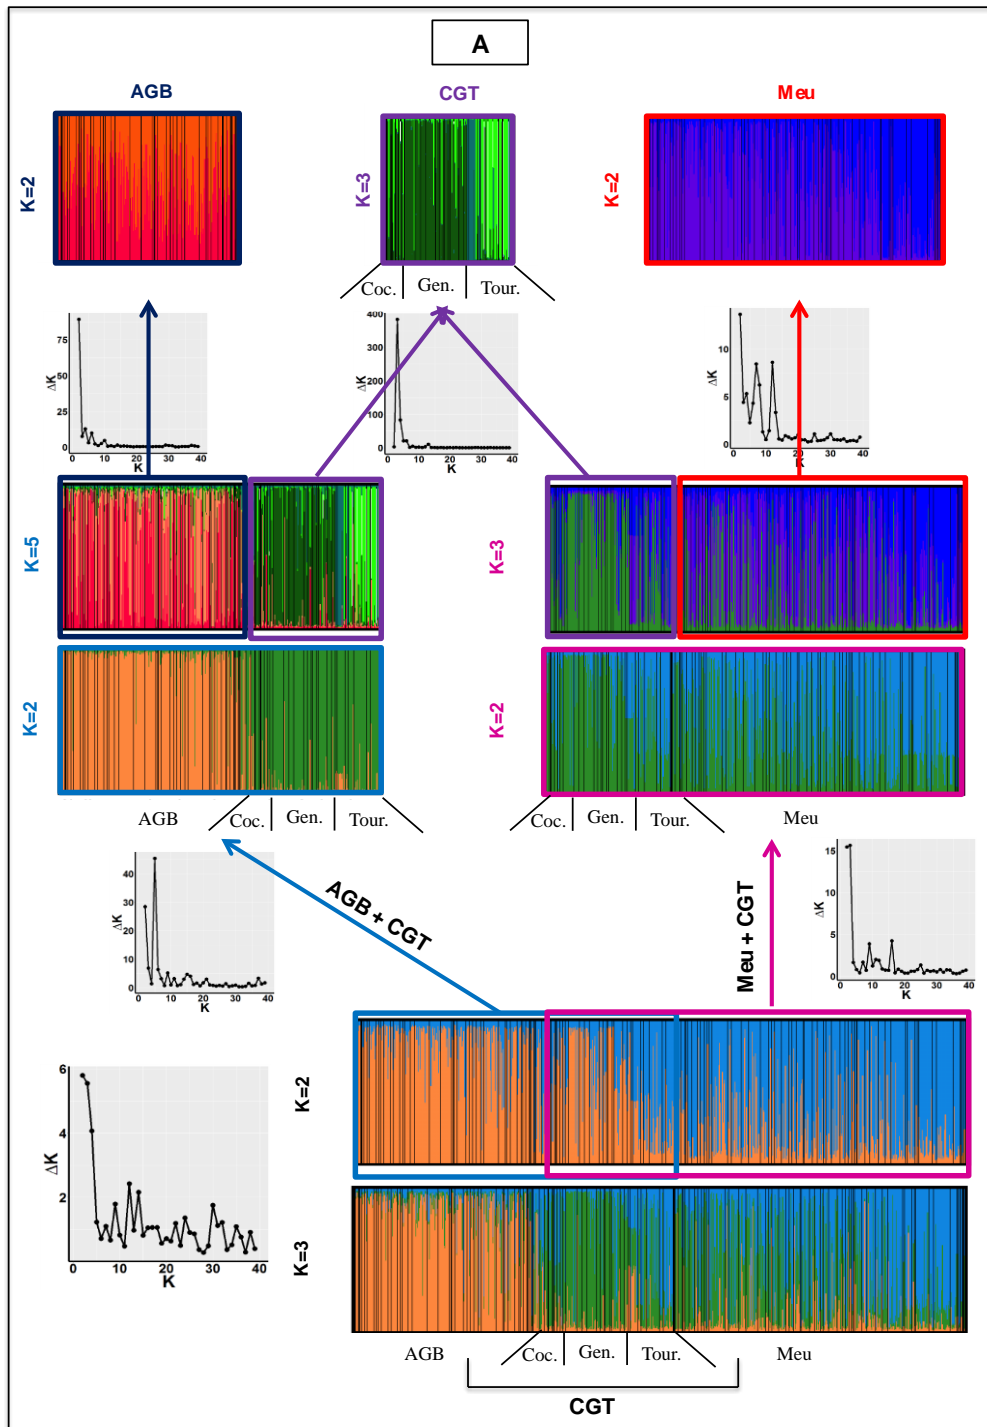 A
AGB
CGT
Meu
K=2
K=3
K=2
Coc.
Gen.
Tour.
ΔK
75
50
25
0
0
10
20
30
40
K
ΔK
400
300
200
100
0
0
10
20
30
40
K
ΔK
10
5
0
0
10
20
30
40
K
K=5
K=3
K=2
K=2
AGB
Coc.
Gen.
Tour.
Coc.
Gen.
Tour.
Meu
ΔK
40
30
20
10
0
0
10
20
30
40
K
AGB + CGT
Meu + CGT
ΔK
15
10
5
0
0
10
20
30
40
K
ΔK
6
4
2
0
10
20
30
40
K
K=2
K=3
AGB
Coc.
Gen.
Tour.
Meu
CGT